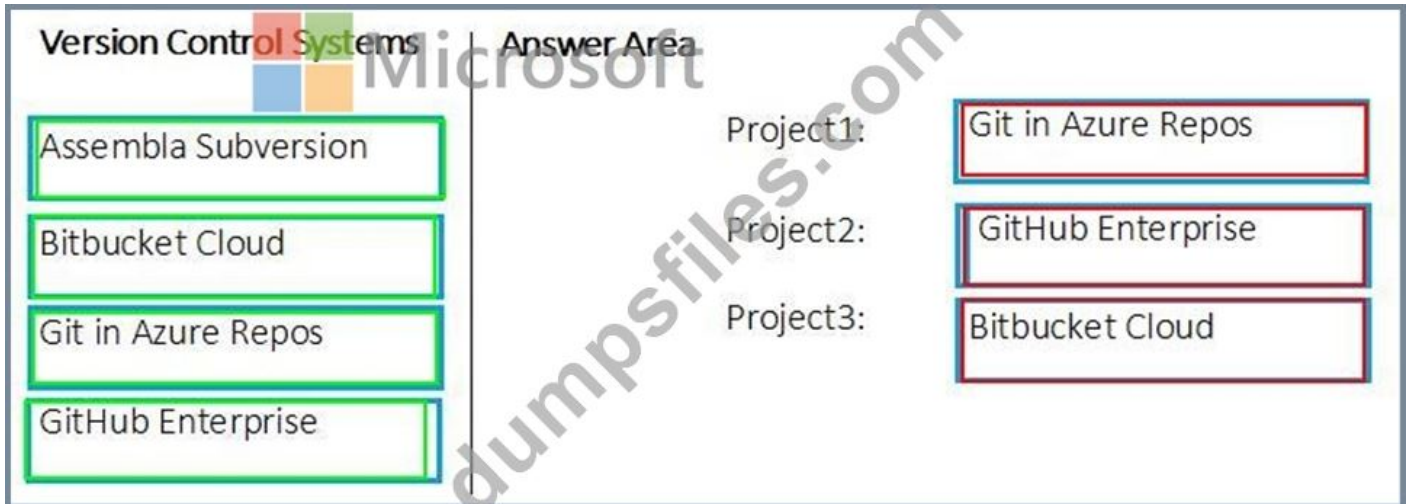 Version Control Systems
Answer Area
Microsoft
Assembla Subversion
Bitbucket Cloud
Git in Azure Repos
GitHub Enterprise
Project1:
Git in Azure Repos
Project2:
GitHub Enterprise
Project3:
Bitbucket Cloud
dumpsfiles.com